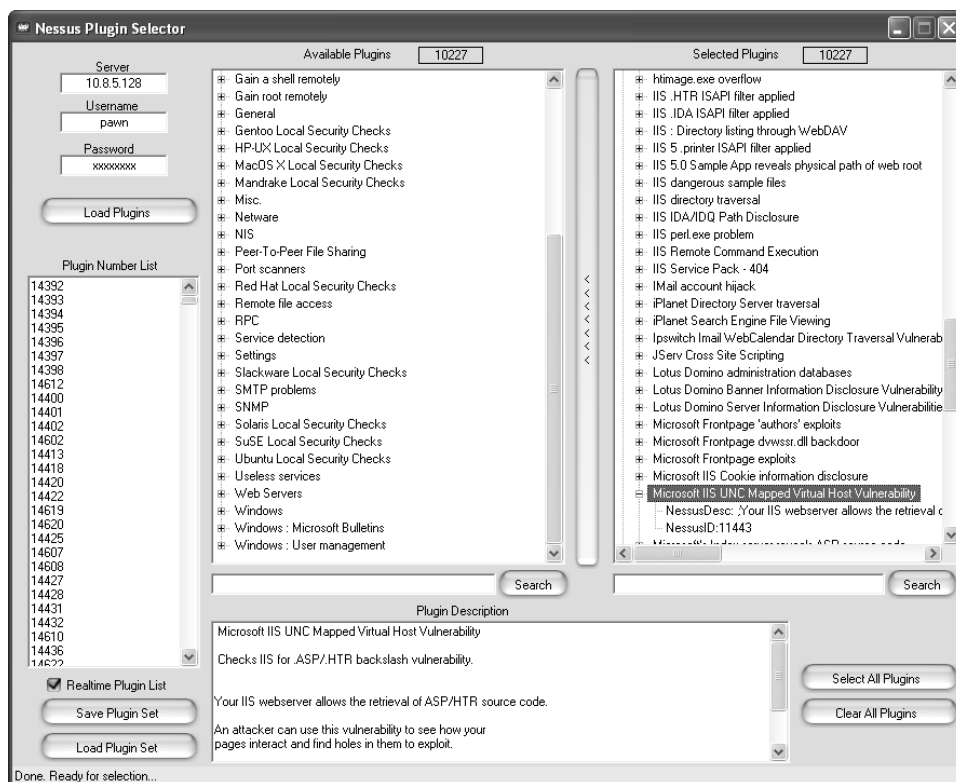 Nessus Plugin Selector
Server
10.8.5.128
Username
pawn
Password
xxxxxxxx
Load Plugins
Plugin Number List
14392
14393
14394
14395
14396
14397
14398
14612
14400
14401
14402
14602
14413
14418
14420
14422
14619
14620
14425
14607
14608
14427
14428
14431
14432
14610
14436
14622
Realtime Plugin List
Save Plugin Set
Load Plugin Set
Available Plugins 10227
Gain a shell remotely
Gain root remotely
General
Gentoo Local Security Checks
HP-UX Local Security Checks
MacOS X Local Security Checks
Mandrake Local Security Checks
Misc.
Netware
NIS
Peer-To-Peer File Sharing
Port scanners
Red Hat Local Security Checks
Remote file access
RPC
Service detection
Settings
Slackware Local Security Checks
SMTP problems
SNMP
Solaris Local Security Checks
SuSE Local Security Checks
Ubuntu Local Security Checks
Useless services
Web Servers
Windows
Windows : Microsoft Bulletins
Windows : User management
Search
<
<
<
<
<
<
<
Selected Plugins 10227
htimage.exe overflow
IIS .HTR ISAPI filter applied
IIS .IDA ISAPI filter applied
IIS : Directory listing through WebDAV
IIS 5 .printer ISAPI filter applied
IIS 5.0 Sample App reveals physical path of web root
IIS dangerous sample files
IIS directory traversal
IIS IDA/IDQ Path Disclosure
IIS perl.exe problem
IIS Remote Command Execution
IIS Service Pack - 404
IMail account hijack
iPlanet Directory Server traversal
iPlanet Search Engine File Viewing
Ipswitch Imail WebCalendar Directory Traversal Vulnerab
JServ Cross Site Scripting
Lotus Domino administration databases
Lotus Domino Banner Information Disclosure Vulnerability
Lotus Domino Server Information Disclosure Vulnerabilitie
Microsoft Frontpage 'authors' exploits
Microsoft Frontpage dvwssr.dll backdoor
Microsoft Frontpage exploits
Microsoft IIS Cookie information disclosure
Microsoft IIS UNC Mapped Virtual Host Vulnerability
NessusDesc: ;Your IIS webserver allows the retrieval o
NessusID:11443
Microsoft's Index server reveals ASP source code
Search
Plugin Description
Microsoft IIS UNC Mapped Virtual Host Vulnerability
Checks IIS for .ASP/.HTR backslash vulnerability.
Your IIS webserver allows the retrieval of ASP/HTR source code.
An attacker can use this vulnerability to see how your
pages interact and find holes in them to exploit.
Select All Plugins
Clear All Plugins
Done. Ready for selection...